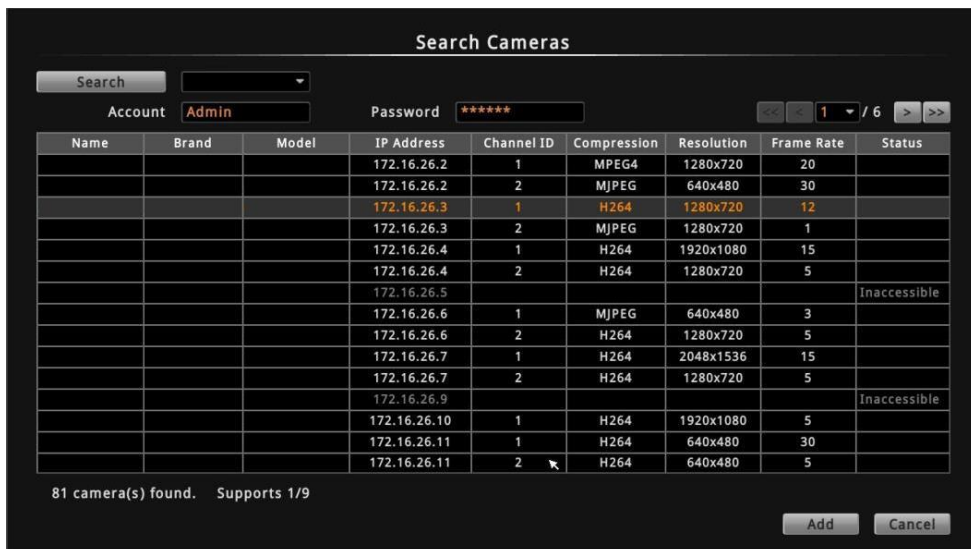 Search Cameras
Search
Account Admin Password ****** << < 1 / 6 > >>
Name Brand Model IP Address Channel ID Compression Resolution Frame Rate Status
172.16.26.2 1 MPEG4 1280x720 20
172.16.26.2 2 MJPEG 640x480 30
172.16.26.3 1 H264 1280x720 12
172.16.26.3 2 MJPEG 1280x720 1
172.16.26.4 1 H264 1920x1080 15
172.16.26.4 2 H264 1280x720 5
172.16.26.5 Inaccessible
172.16.26.6 1 MJPEG 640x480 3
172.16.26.6 2 H264 1280x720 5
172.16.26.7 1 H264 2048x1536 15
172.16.26.7 2 H264 1280x720 5
172.16.26.9 Inaccessible
172.16.26.10 1 H264 1920x1080 5
172.16.26.11 1 H264 640x480 30
172.16.26.11 2 H264 640x480 5
81 camera(s) found. Supports 1/9
Add Cancel